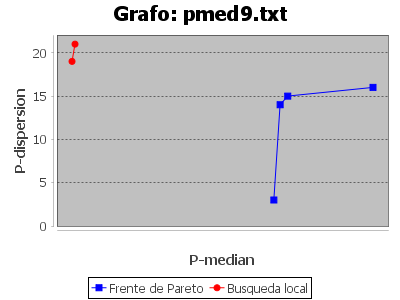 Grafo: pmed9.txt
P-dispersion
20
15
10
5
0
P-median
Frente de Pareto
Busqueda local